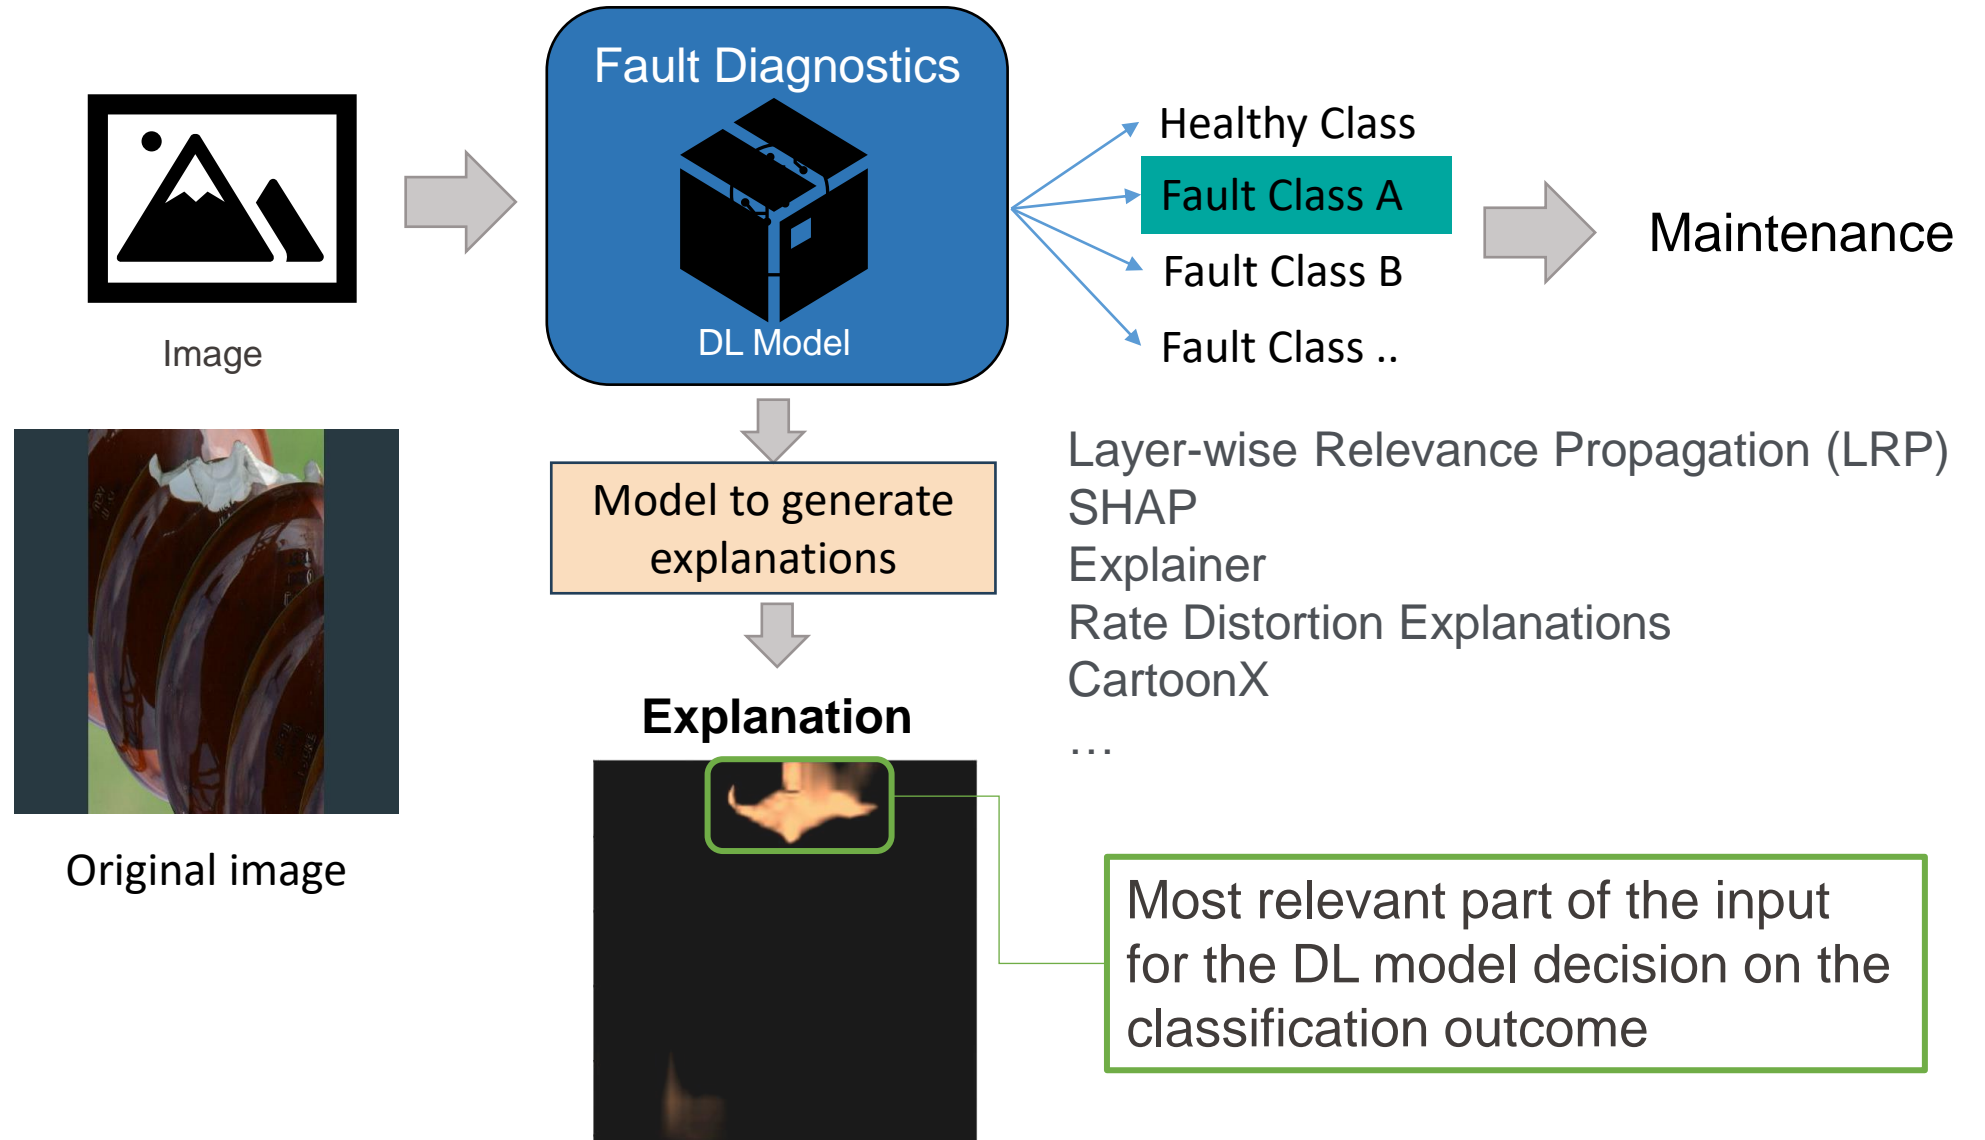 Fault Diagnostics
DL Model
Image
Healthy Class
Fault Class A
Fault Class B
Fault Class ..
Maintenance
Original image
Model to generate
explanations
Explanation
Layer-wise Relevance Propagation (LRP)
SHAP
Explainer
Rate Distortion Explanations
CartoonX
…
Most relevant part of the input
for the DL model decision on the
classification outcome